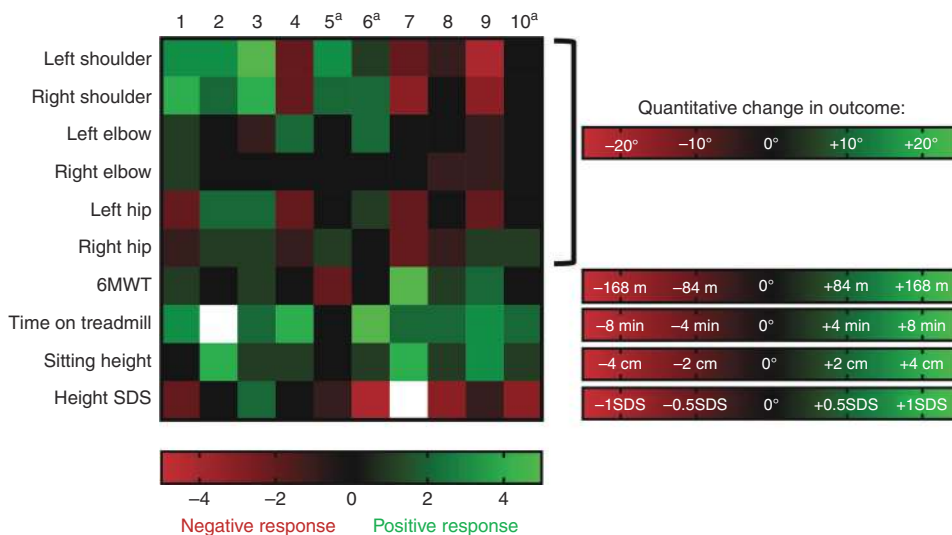 1 2 3 4 5ᵃ 6ᵃ 7 8 9 10ᵃ
Left shoulder
Right shoulder
Left elbow
Right elbow
Left hip
Right hip
6MWT
Time on treadmill
Sitting height
Height SDS
Quantitative change in outcome:
–20° –10° 0° +10° +20°
–168 m –84 m 0° +84 m +168 m
–8 min –4 min 0° +4 min +8 min
–4 cm –2 cm 0° +2 cm +4 cm
–1SDS –0.5SDS 0° +0.5SDS +1SDS
–4 –2 0 2 4
Negative response Positive response